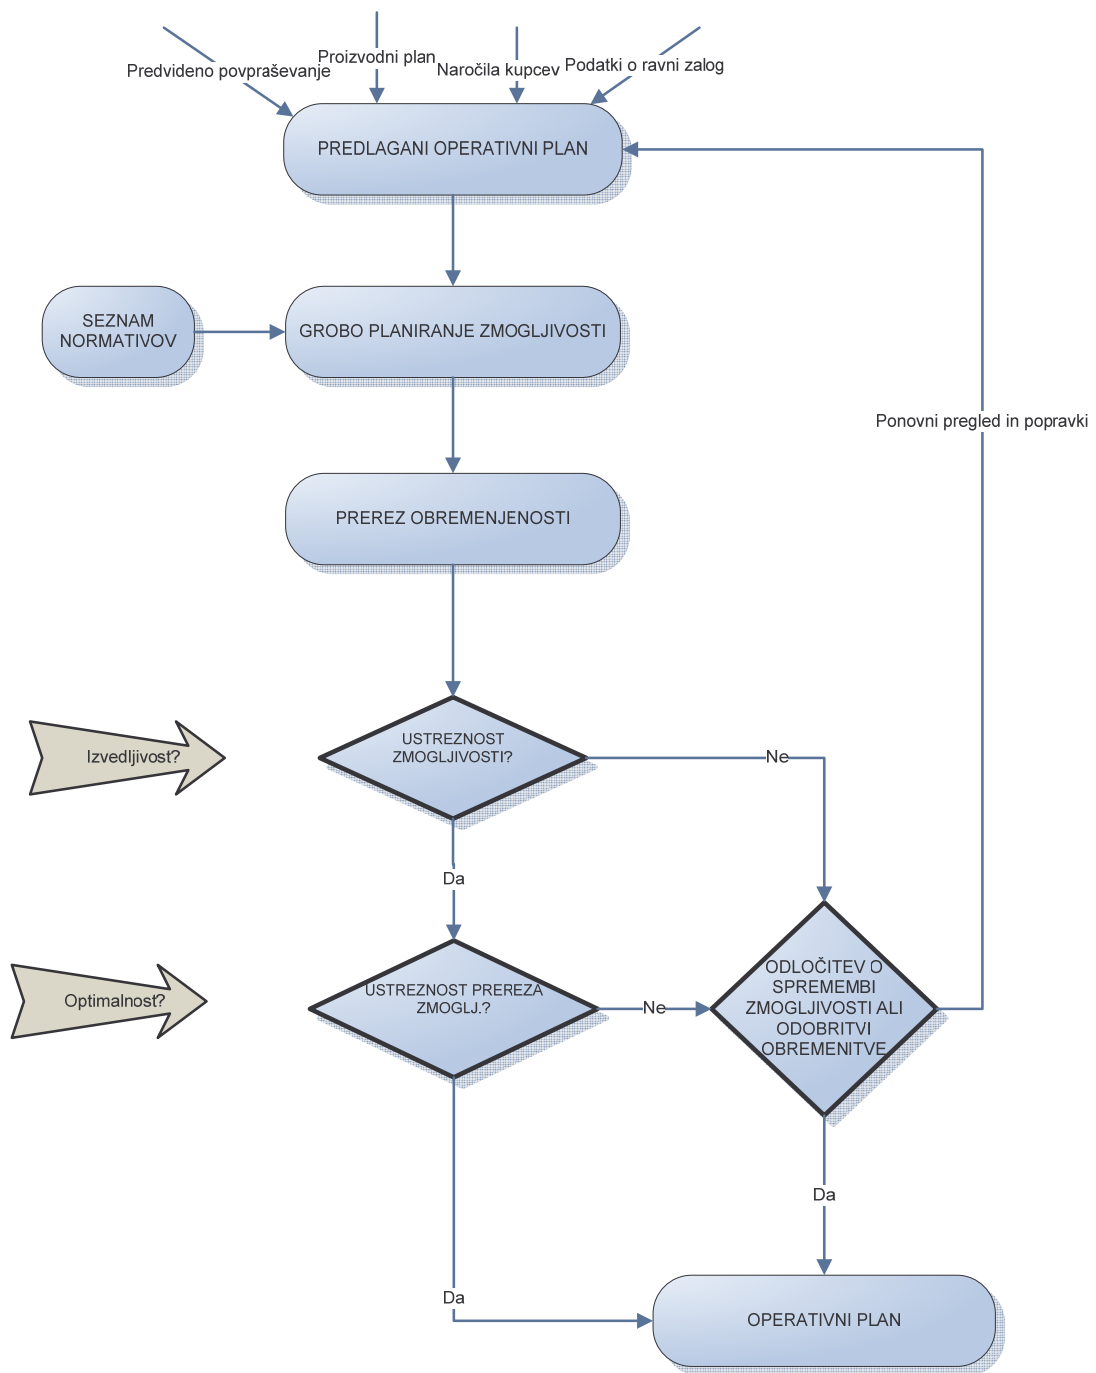 Predvideno povpraševanje
Proizvodni plan
Naročila kupcev
Podatki o ravni zalog
PREDLAGANI OPERATIVNI PLAN
SEZNAM
NORMATIVOV
GROBO PLANIRANJE ZMOGLJIVOSTI
Ponovni pregled in popravki
PREREZ OBREMENJENOSTI
Izvedljivost?
USTREZNOST
ZMOGLJIVOSTI?
Ne
Da
Optimalnost?
USTREZNOST PREREZA
ZMOGLJ.?
Ne
ODLOČITEV O
SPREMEMBI
ZMOGLJIVOSTI ALI
ODOBRITVI
OBREMENITVE
Da
Da
OPERATIVNI PLAN